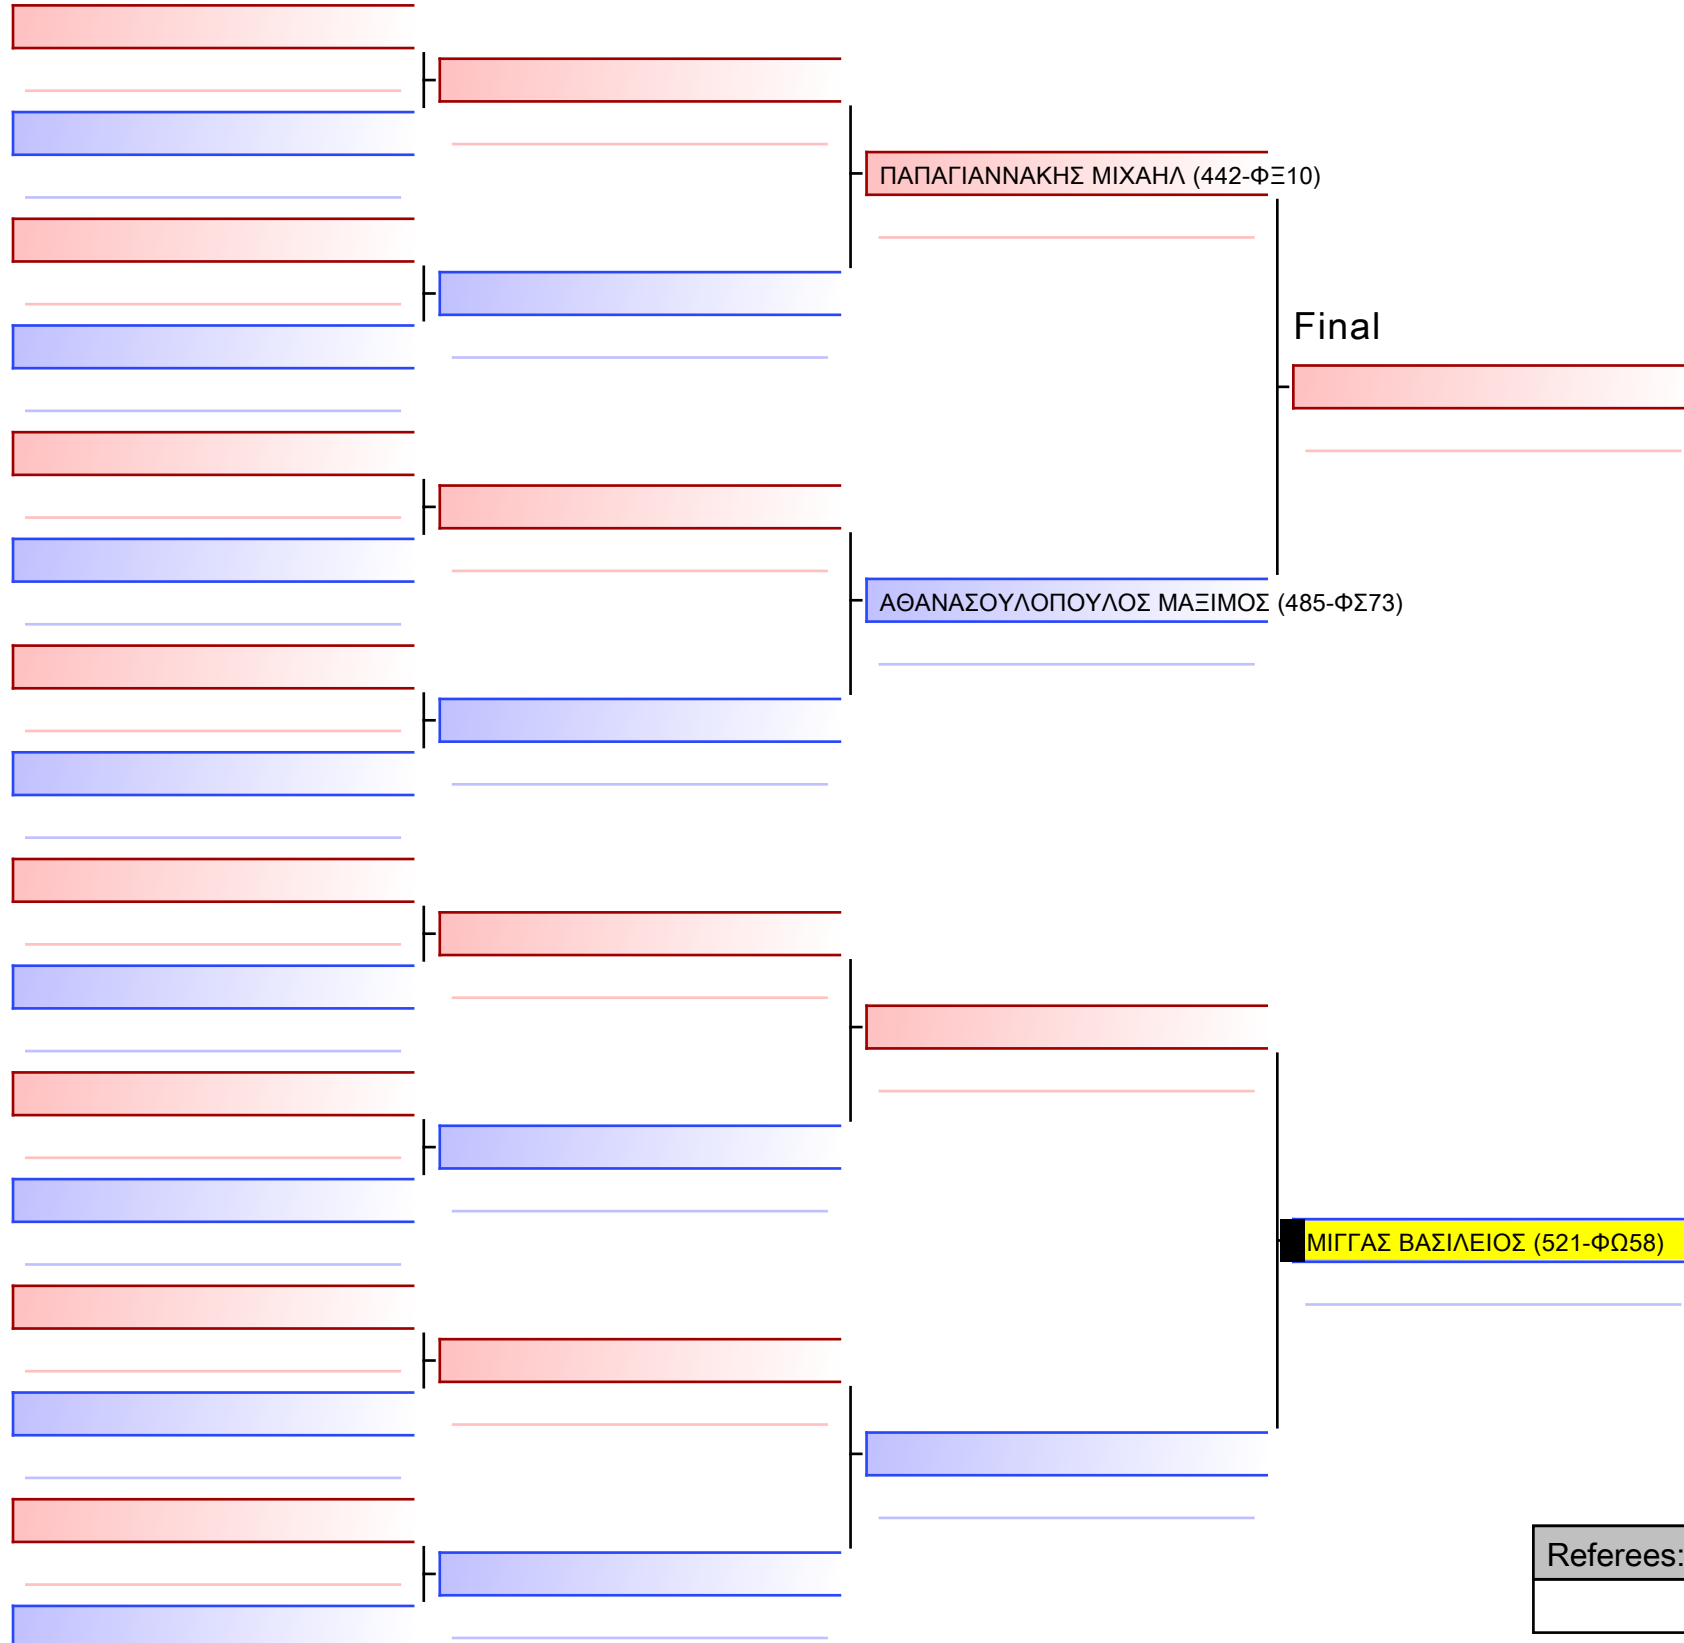 ΠΑΠΑΓΙΑΝΝΑΚΗΣ ΜΙΧΑΗΛ (442-ΦΞ10)
Final
ΑΘΑΝΑΣΟΥΛΟΠΟΥΛΟΣ ΜΑΞΙΜΟΣ (485-ΦΣ73)
ΜΙΓΓΑΣ ΒΑΣΙΛΕΙΟΣ (521-ΦΩ58)
Referees: